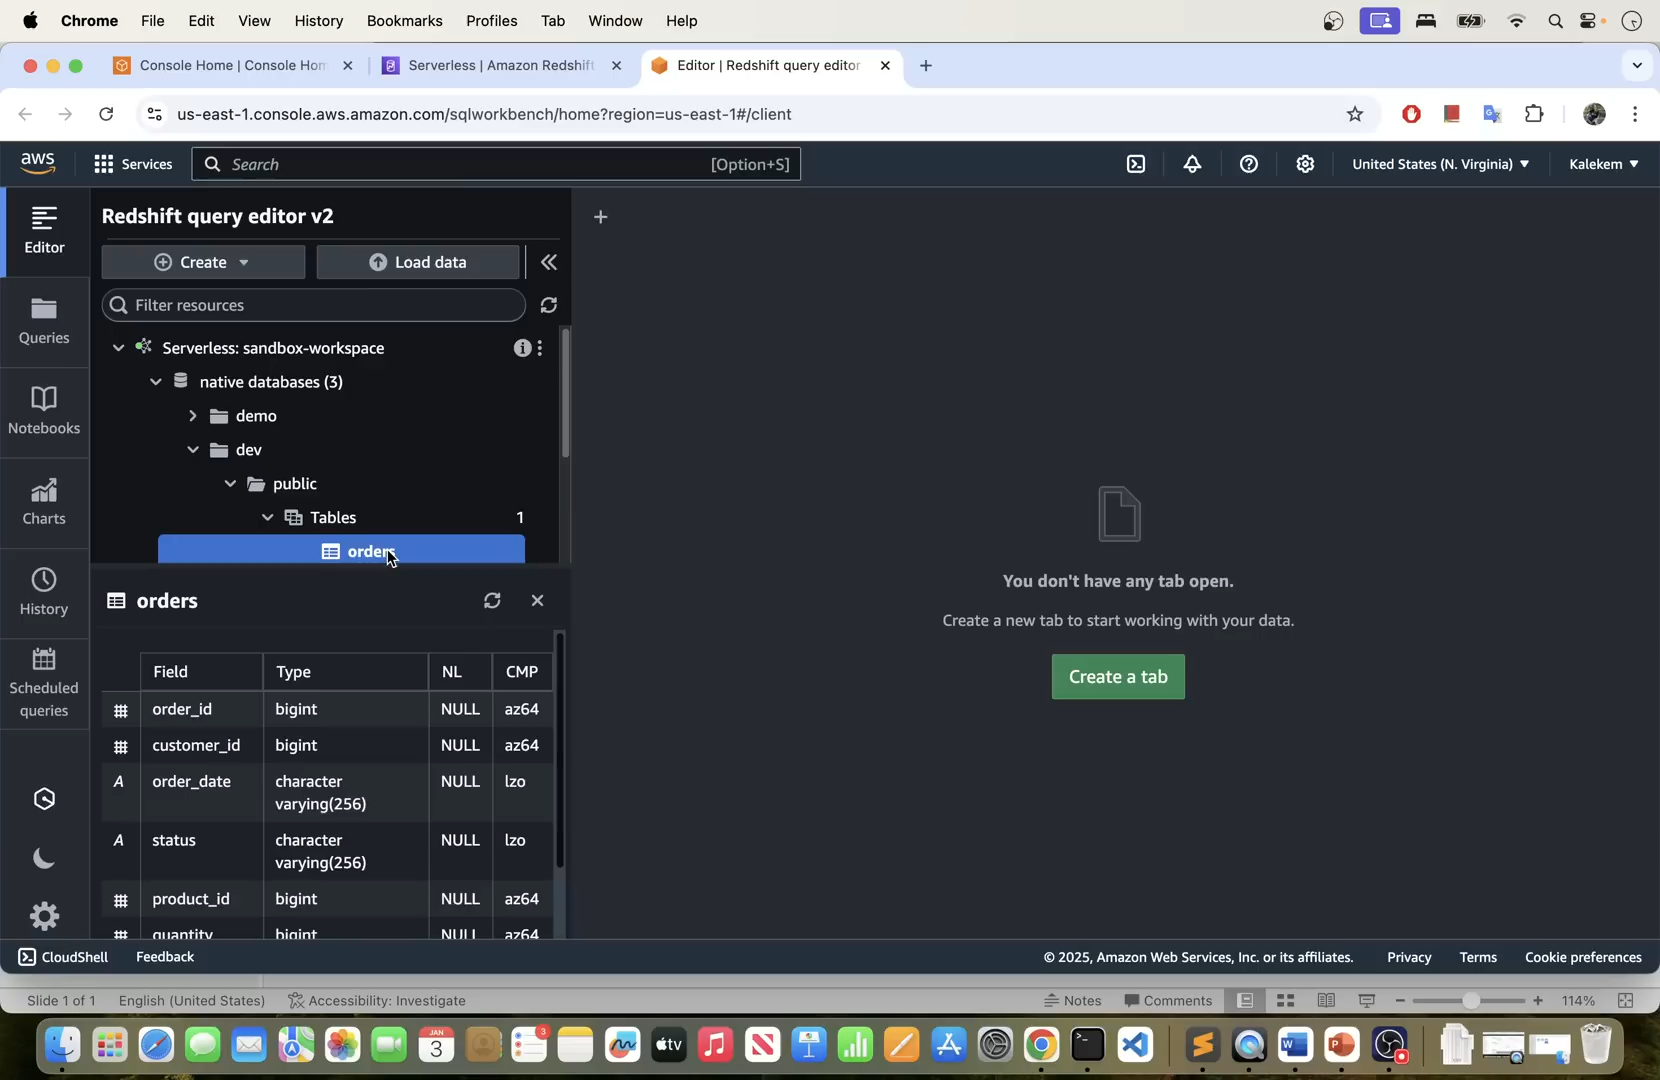 Chrome File Edit View History Bookmarks Profiles Tab Window Help
Console Home | Console Hom
Serverless | Amazon Redshift
Editor | Redshift query editor
us-east-1.console.aws.amazon.com/sqlworkbench/home?region=us-east-1#/client
aws Services Search [Option+S] United States (N. Virginia) Kalekem
Editor
Queries
Notebooks
Charts
History
Scheduled
queries
Redshift query editor v2
Create Load data
Filter resources
Serverless: sandbox-workspace
native databases (3)
demo
dev
public
Tables 1
orders
orders
Field Type NL CMP
order_id bigint NULL az64
customer_id bigint NULL az64
order_date character varying(256) NULL lzo
status character varying(256) NULL lzo
product_id bigint NULL az64
quantity bigint NULL az64
You don't have any tab open.
Create a new tab to start working with your data.
Create a tab
CloudShell Feedback © 2025, Amazon Web Services, Inc. or its affiliates. Privacy Terms Cookie preferences
Slide 1 of 1 English (United States) Accessibility: Investigate Notes Comments 114%
JAN
3
3
tv